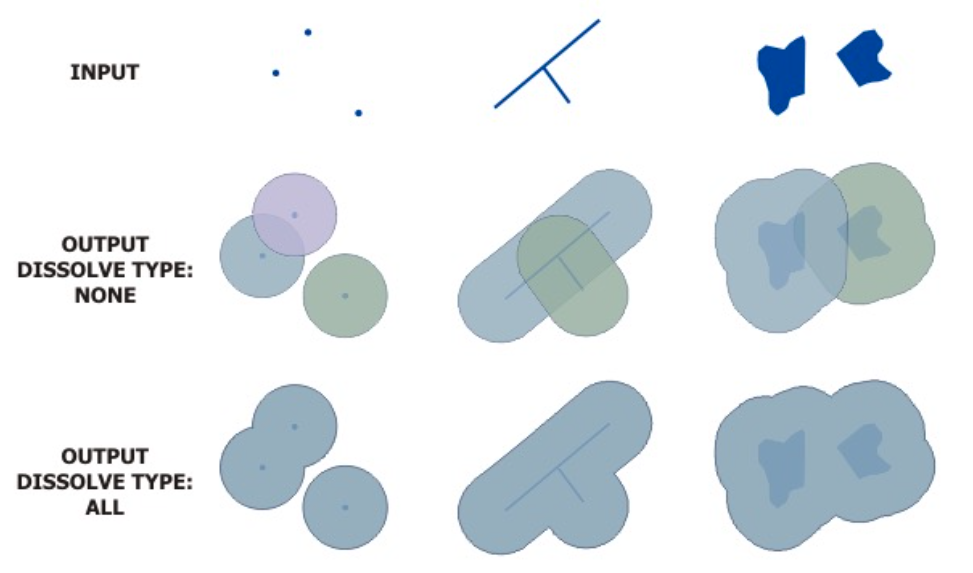 INPUT
OUTPUT
DISSOLVE TYPE:
NONE
OUTPUT
DISSOLVE TYPE:
ALL